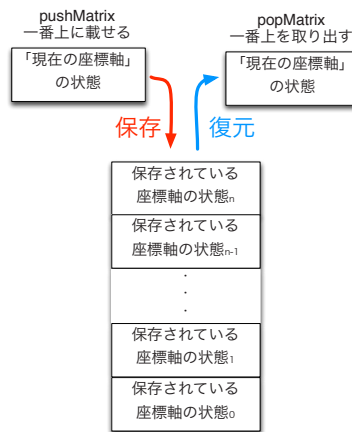 pushMatrix
一番上に載せる
「現在の座標軸」
の状態
popMatrix
一番上を取り出す
「現在の座標軸」
の状態
保存
復元
保存されている
座標軸の状態n
保存されている
座標軸の状態n-1
.
.
.
保存されている
座標軸の状態1
保存されている
座標軸の状態0